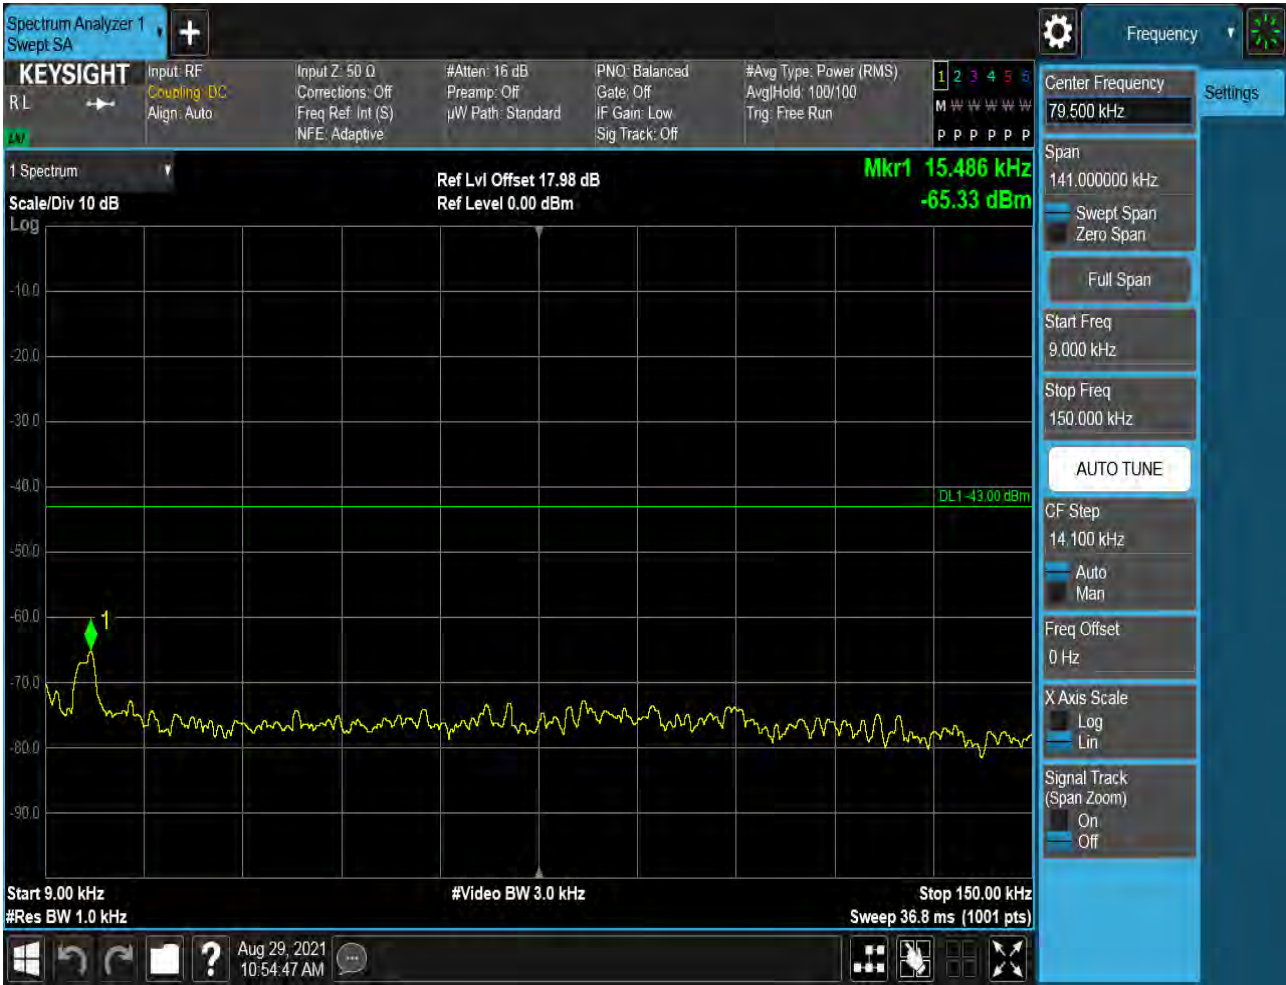 Spectrum Analyzer 1
Swept SA
+
Frequency
KEYSIGHT
R L
LXI
Input: RF
Coupling: DC
Align: Auto
Input Z: 50 Ω
Corrections: Off
Freq Ref: Int (S)
NFE: Adaptive
#Atten: 16 dB
Preamp: Off
µW Path: Standard
PNO: Balanced
Gate: Off
IF Gain: Low
Sig Track: Off
#Avg Type: Power (RMS)
Avg|Hold: 100/100
Trig: Free Run
1 2 3 4 5 6
M W W W W W
P P P P P P
1 Spectrum
Scale/Div 10 dB
Log
Ref Lvl Offset 17.98 dB
Ref Level 0.00 dBm
Mkr1 15.486 kHz
-65.33 dBm
-10.0
-20.0
-30.0
-40.0
DL1 -43.00 dBm
-50.0
-60.0
1
-70.0
-80.0
-90.0
Start 9.00 kHz
#Video BW 3.0 kHz
Stop 150.00 kHz
#Res BW 1.0 kHz
Sweep 36.8 ms (1001 pts)
Center Frequency
79.500 kHz
Settings
Span
141.000000 kHz
Swept Span
Zero Span
Full Span
Start Freq
9.000 kHz
Stop Freq
150.000 kHz
AUTO TUNE
CF Step
14.100 kHz
Auto
Man
Freq Offset
0 Hz
X Axis Scale
Log
Lin
Signal Track
(Span Zoom)
On
Off
?
Aug 29, 2021
10:54:47 AM